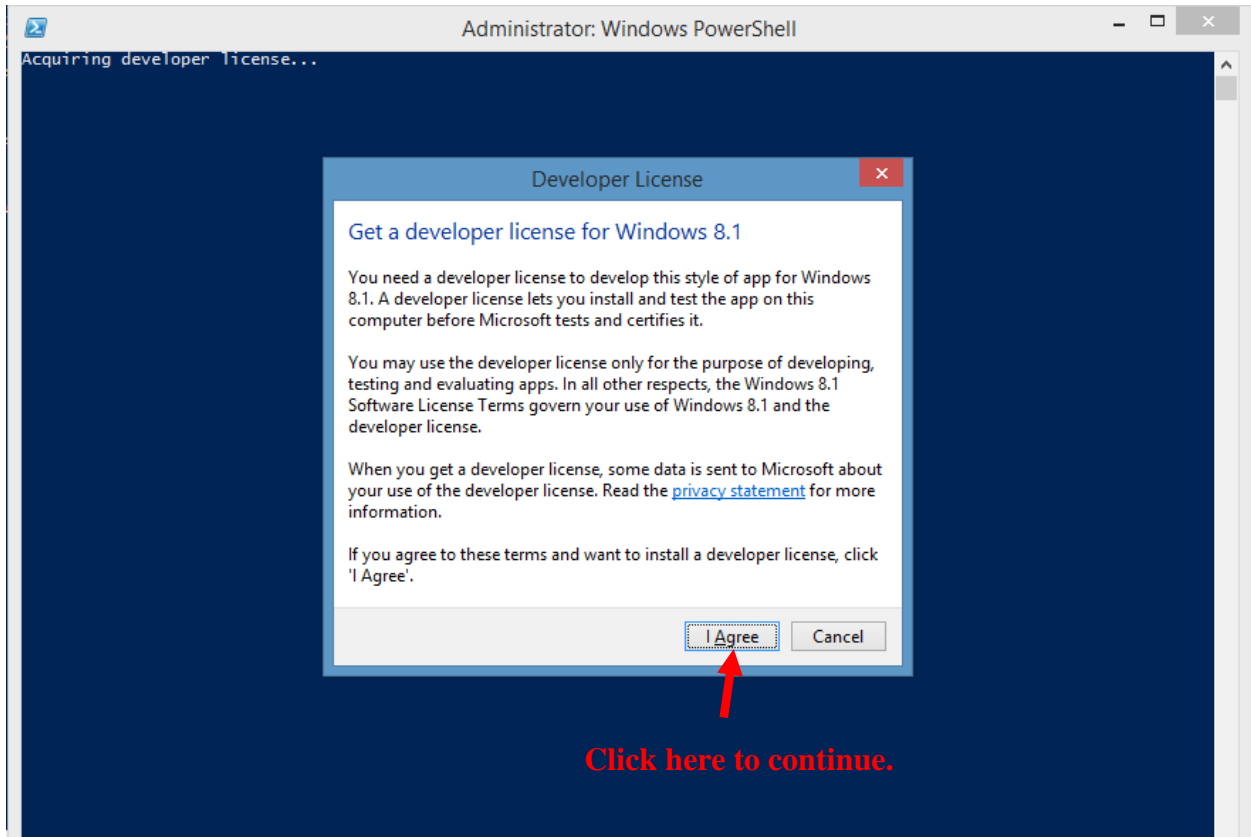 Administrator: Windows PowerShell
Acquiring developer license...
Developer License
Get a developer license for Windows 8.1
You need a developer license to develop this style of app for Windows
8.1. A developer license lets you install and test the app on this
computer before Microsoft tests and certifies it.
You may use the developer license only for the purpose of developing,
testing and evaluating apps. In all other respects, the Windows 8.1
Software License Terms govern your use of Windows 8.1 and the
developer license.
When you get a developer license, some data is sent to Microsoft about
your use of the developer license. Read the privacy statement for more
information.
If you agree to these terms and want to install a developer license, click
'I Agree'.
I Agree Cancel
Click here to continue.